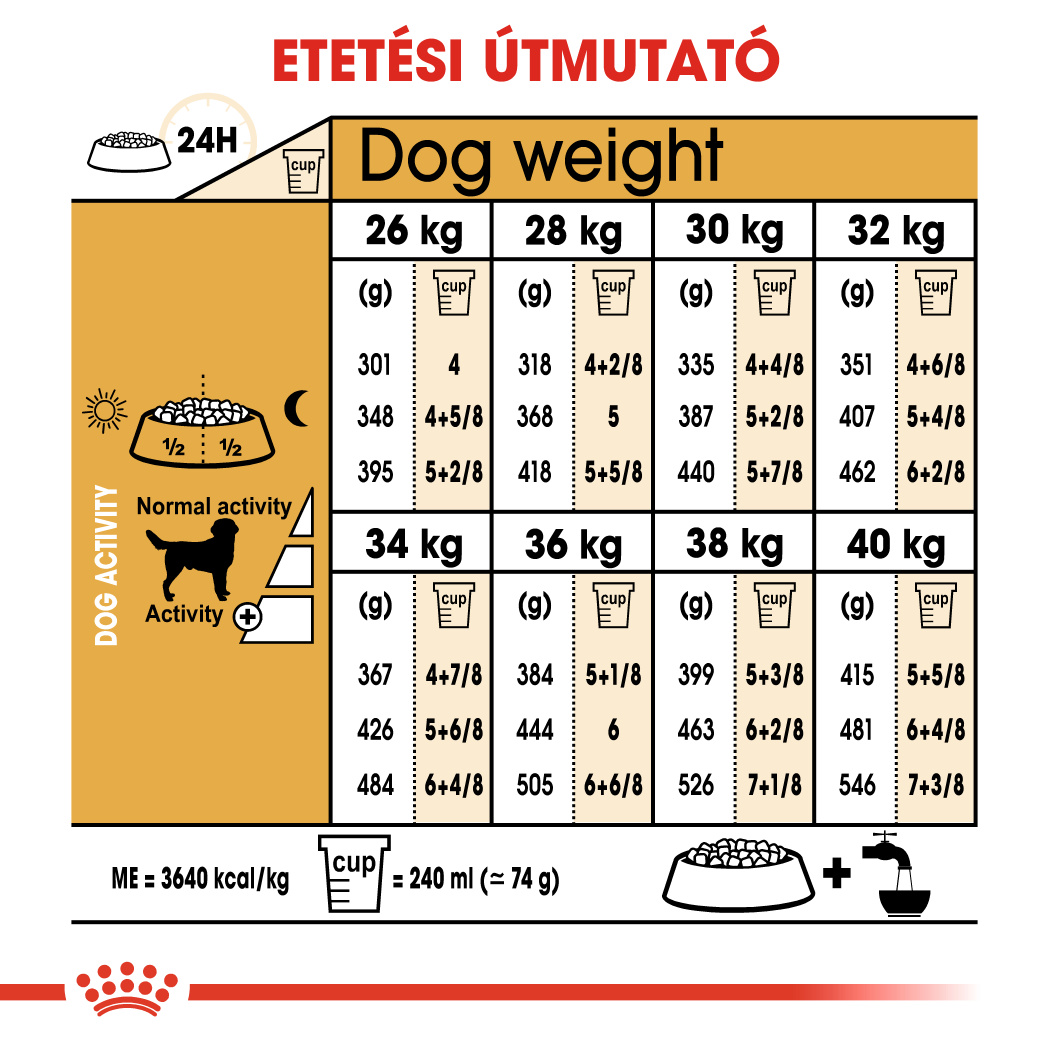 ETETÉSI ÚTMUTATÓ
24H
cup
Dog weight
26 kg 28 kg 30 kg 32 kg
(g) cup (g) cup (g) cup (g) cup
301 4 318 4+2/8 335 4+4/8 351 4+6/8
348 4+5/8 368 5 387 5+2/8 407 5+4/8
395 5+2/8 418 5+5/8 440 5+7/8 462 6+2/8
½ ½
DOG ACTIVITY
Normal activity
Activity +
34 kg 36 kg 38 kg 40 kg
(g) cup (g) cup (g) cup (g) cup
367 4+7/8 384 5+1/8 399 5+3/8 415 5+5/8
426 5+6/8 444 6 463 6+2/8 481 6+4/8
484 6+4/8 505 6+6/8 526 7+1/8 546 7+3/8
ME = 3640 kcal/kg cup = 240 ml (≃ 74 g) +